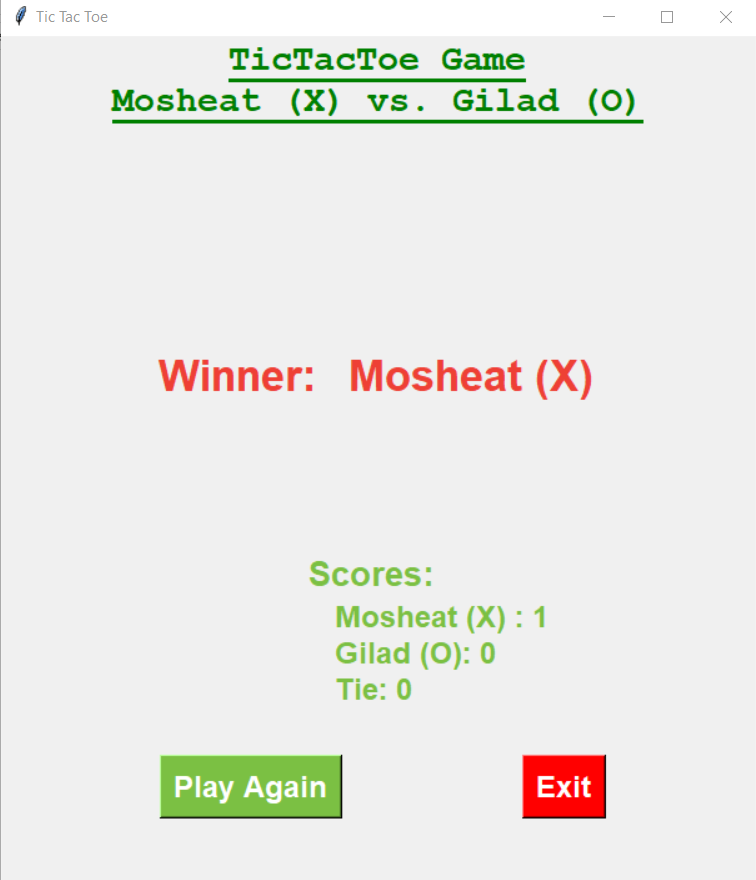 Tic Tac Toe
TicTacToe Game
Mosheat (X) vs. Gilad (O)
Winner: Mosheat (X)
Scores:
Mosheat (X) : 1
Gilad (O): 0
Tie: 0
Play Again
Exit